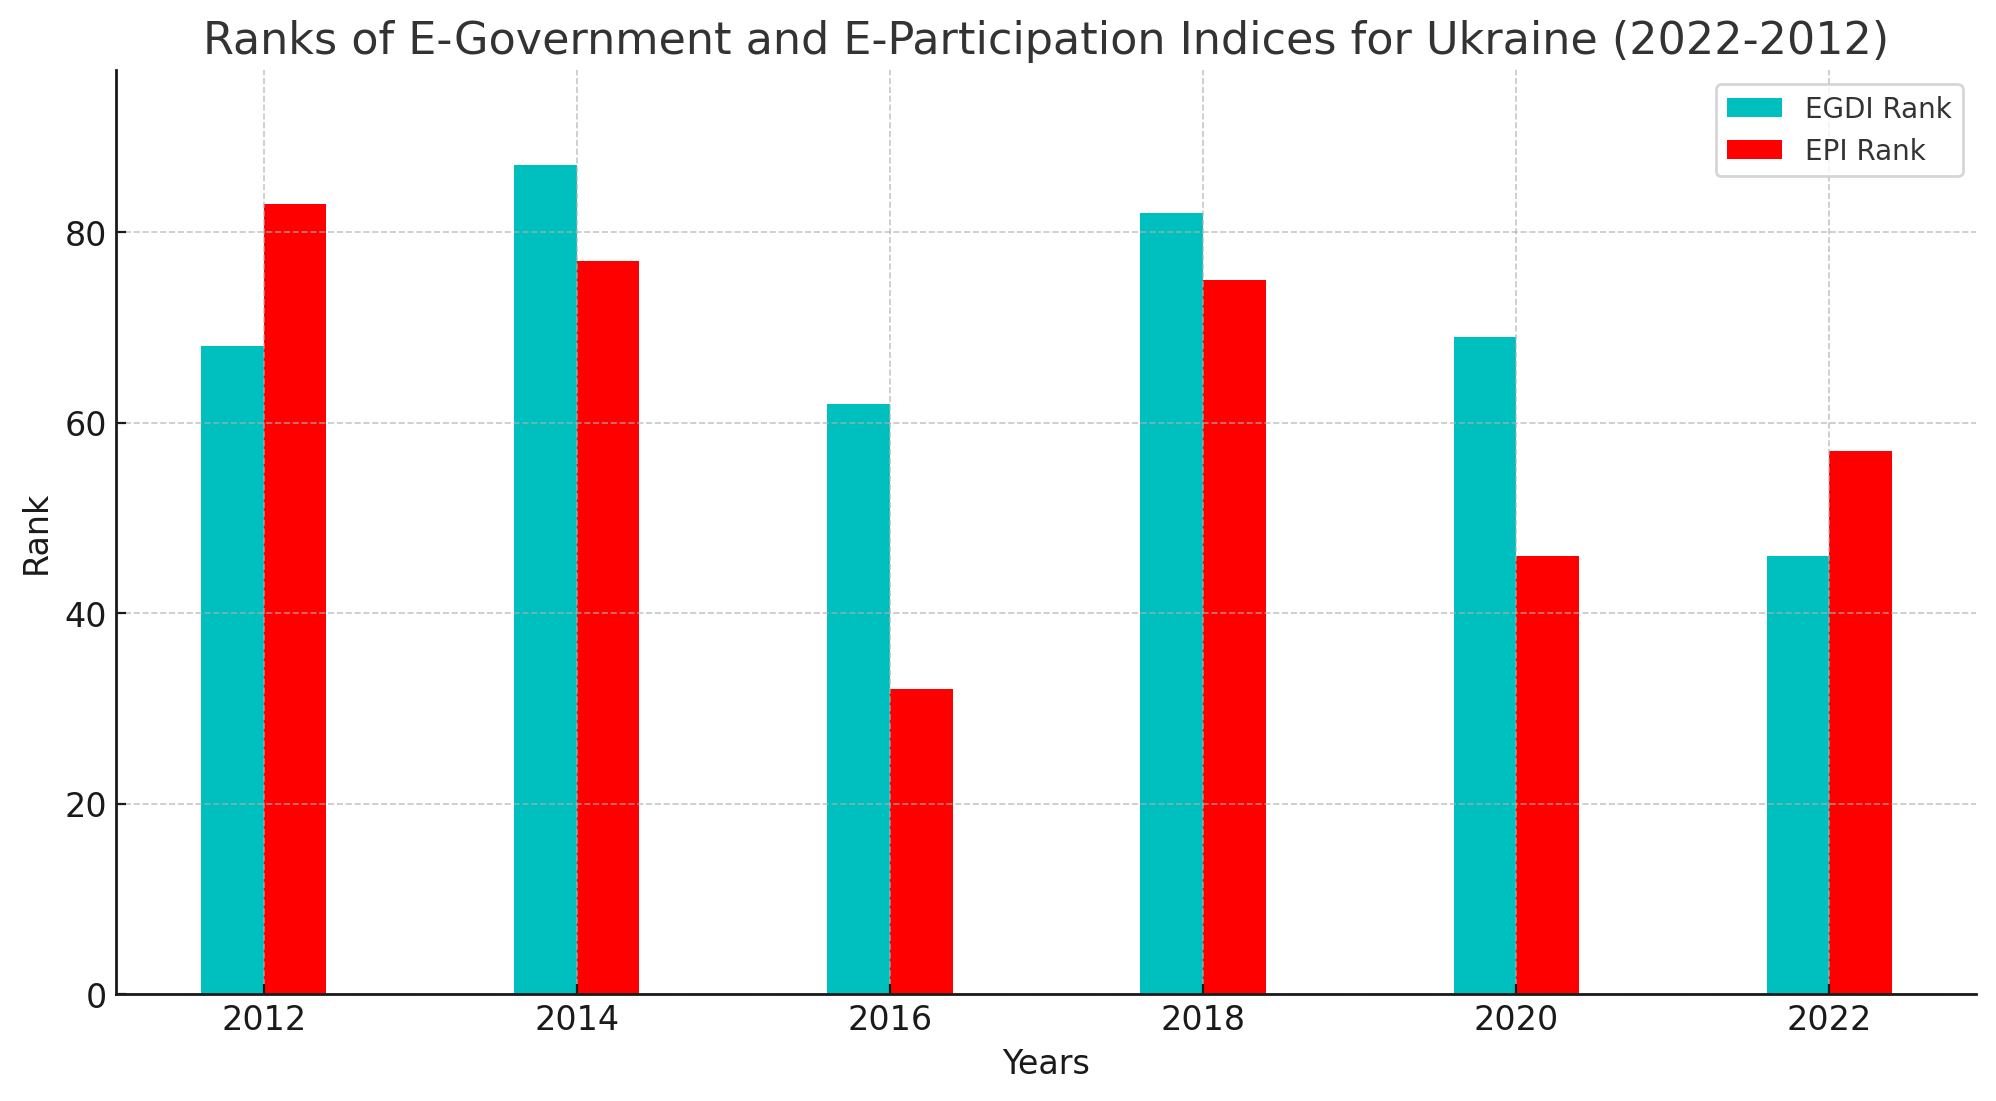 Ranks of E-Government and E-Participation Indices for Ukraine (2022-2012)
EGDI Rank
EPI Rank
80
60
40
20
0
Rank
2012 2014 2016 2018 2020 2022
Years